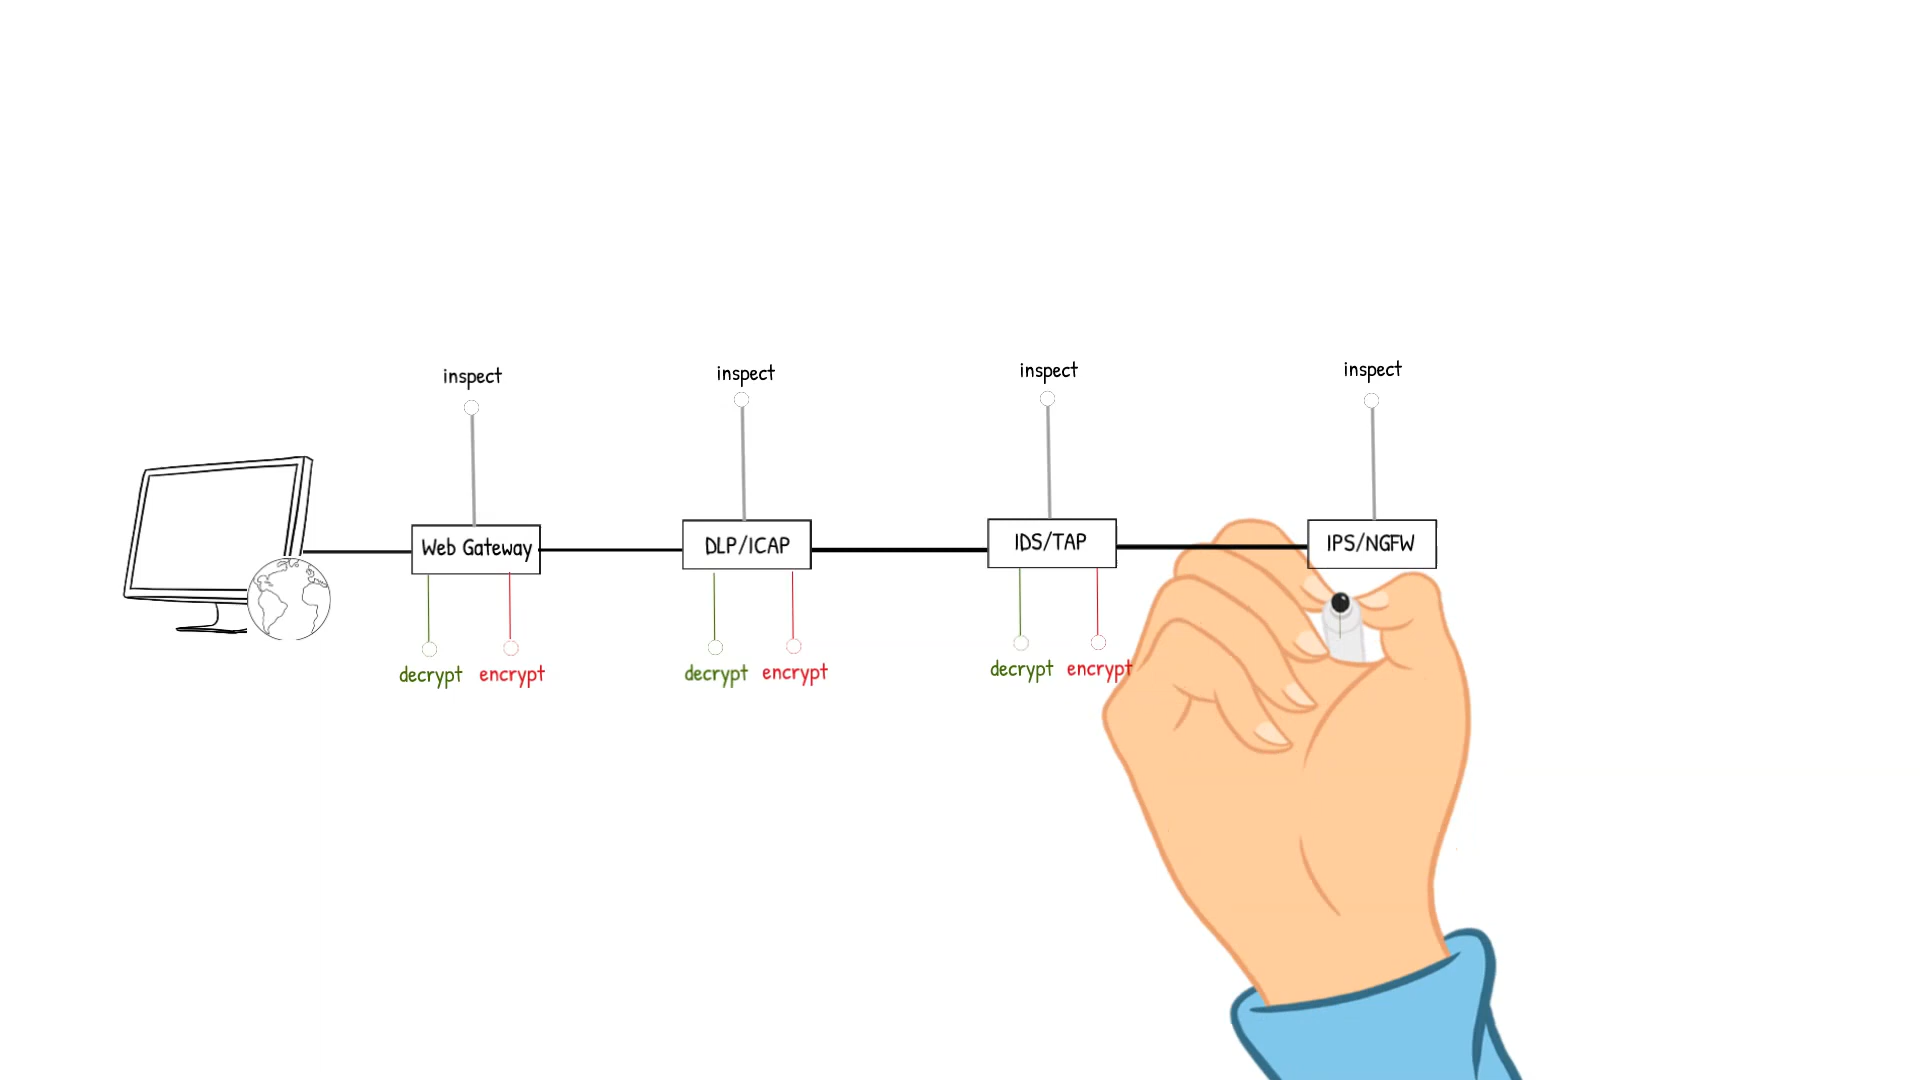 inspect
inspect
inspect
inspect
Web Gateway
DLP/ICAP
IDS/TAP
IPS/NGFW
decrypt
encrypt
decrypt
encrypt
decrypt
encrypt